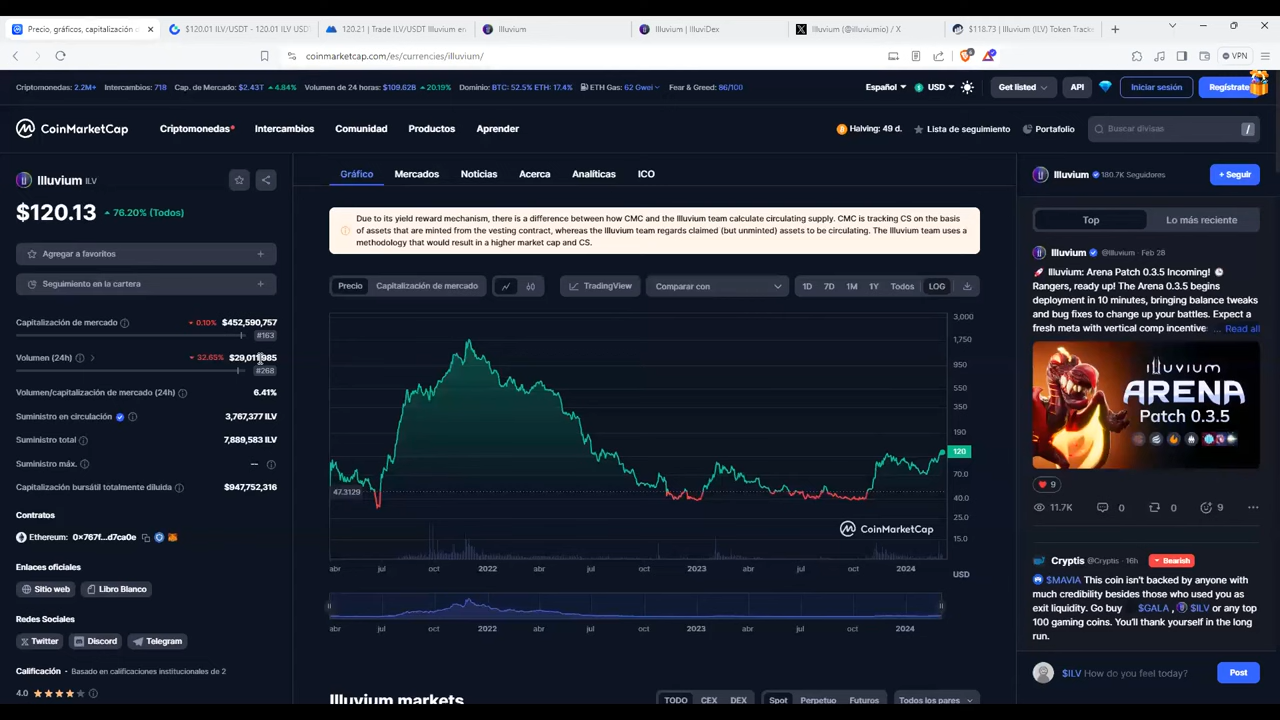 Precio, gráficos, capitalización
$120.01 ILV/USDT - 120.01 ILV USD
120.21 | Trade ILV/USDT Illuvium en
Illuvium
Illuvium | IlluviDex
Illuvium (@illuviumio) / X
$118.73 | Illuvium (ILV) Token Tracke
coinmarketcap.com/es/currencies/illuvium/
VPN
Criptomonedas: 2.2M+ Intercambios: 718 Cap. de Mercado: $2.43T 4.84% Volumen de 24 horas: $109.62B 20.19% Dominio: BTC: 52.5% ETH: 17.4% ETH Gas: 62 Gwei Fear & Greed: 86/100
Español USD Get listed API Iniciar sesión Regístrate
CoinMarketCap
Criptomonedas Intercambios Comunidad Productos Aprender
Halving: 49 d. Lista de seguimiento Portafolio Buscar divisas /
Illuvium ILV
$120.13 76.20% (Todos)
Agregar a favoritos +
Seguimiento en la cartera +
Capitalización de mercado 0.10% $452,590,757
#163
Volumen (24h) 32.65% $29,011,985
#268
Volumen/capitalización de mercado (24h) 6.41%
Suministro en circulación 3,767,377 ILV
Suministro total 7,889,583 ILV
Suministro máx. —
Capitalización bursátil totalmente diluida $947,752,316
Contratos
Ethereum: 0x767f...d7ca0e
Enlaces oficiales
Sitio web Libro Blanco
Redes Sociales
Twitter Discord Telegram
Calificación · Basado en calificaciones institucionales de 2
4.0
Gráfico Mercados Noticias Acerca Analíticas ICO
Due to its yield reward mechanism, there is a difference between how CMC and the Illuvium team calculate circulating supply. CMC is tracking CS on the basis
of assets that are minted from the vesting contract, whereas the Illuvium team regards claimed (but unminted) assets to be circulating. The Illuvium team uses a
methodology that would result in a higher market cap and CS.
Precio Capitalización de mercado TradingView Comparar con 1D 7D 1M 1Y Todos LOG
3,000
1,750
950
550
350
190
120
70.0
40.0
25.0
15.0
47.3129
CoinMarketCap
abr jul oct 2022 abr jul oct 2023 abr jul oct 2024 USD
abr jul oct 2022 abr jul oct 2023 abr jul oct 2024
Illuvium markets
TODO CEX DEX Spot Perpetuo Futuros Todos los pares
Illuvium 180.7K Seguidores + Seguir
Top Lo más reciente
Illuvium @Illuvium · Feb 28
Illuvium: Arena Patch 0.3.5 Incoming!
Rangers, ready up! The Arena 0.3.5 begins
deployment in 10 minutes, bringing balance tweaks
and bug fixes to change up your battles. Expect a
fresh meta with vertical comp incentive... Read all
ILLUVIUM
ARENA
Patch 0.3.5
9
11.7K 0 0 9
Cryptis @Cryptis · 16h Bearish
$MAVIA This coin isn't backed by anyone with
much credibility besides those who used you as
exit liquidity. Go buy $GALA , $ILV or any top
100 gaming coins. You'll thank yourself in the long
run.
$ILV How do you feel today? Post